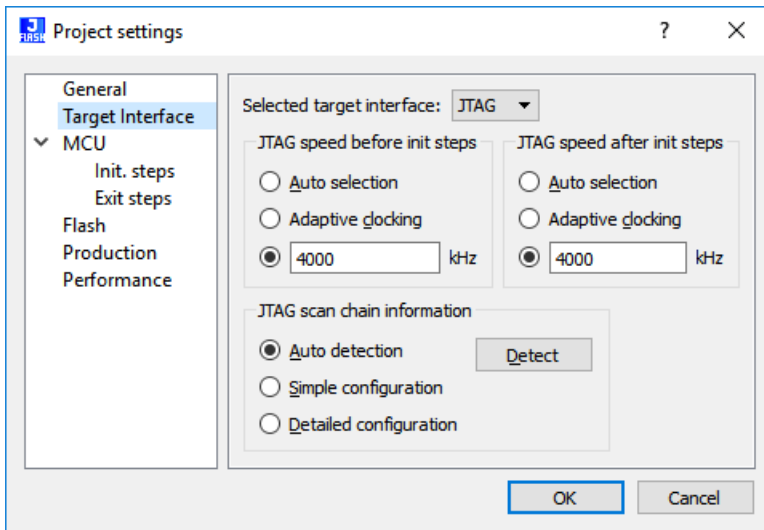 J
FLASH
Project settings
?
General
Target Interface
MCU
Init. steps
Exit steps
Flash
Production
Performance
Selected target interface: JTAG
JTAG speed before init steps
Auto selection
Adaptive clocking
4000 kHz
JTAG speed after init steps
Auto selection
Adaptive clocking
4000 kHz
JTAG scan chain information
Auto detection
Detect
Simple configuration
Detailed configuration
OK
Cancel